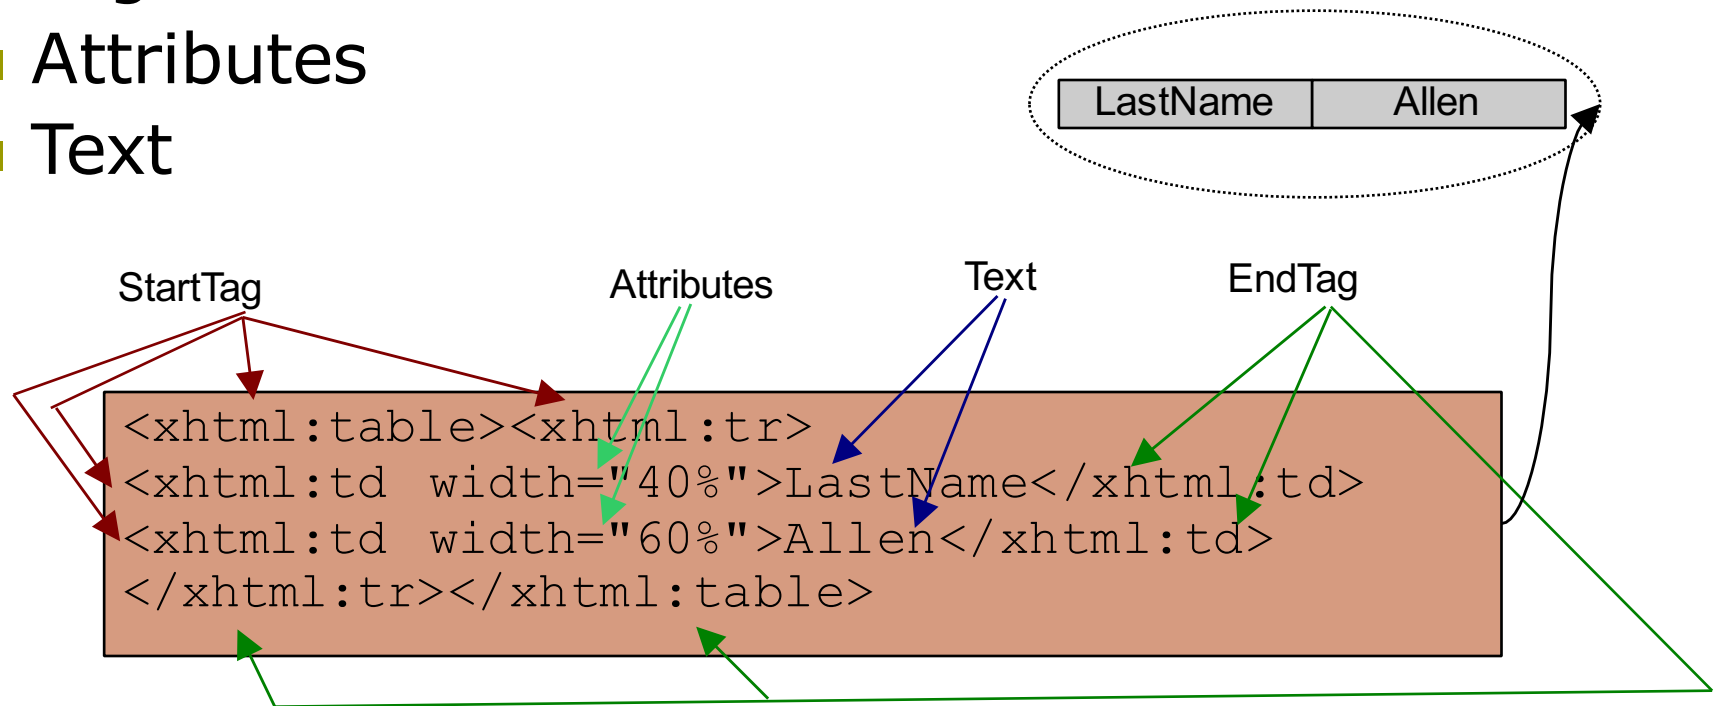 Attributes
Text
LastName Allen
StartTag Attributes Text EndTag
<xhtml:table><xhtml:tr>
<xhtml:td width="40%">LastName</xhtml:td>
<xhtml:td width="60%">Allen</xhtml:td>
</xhtml:tr></xhtml:table>